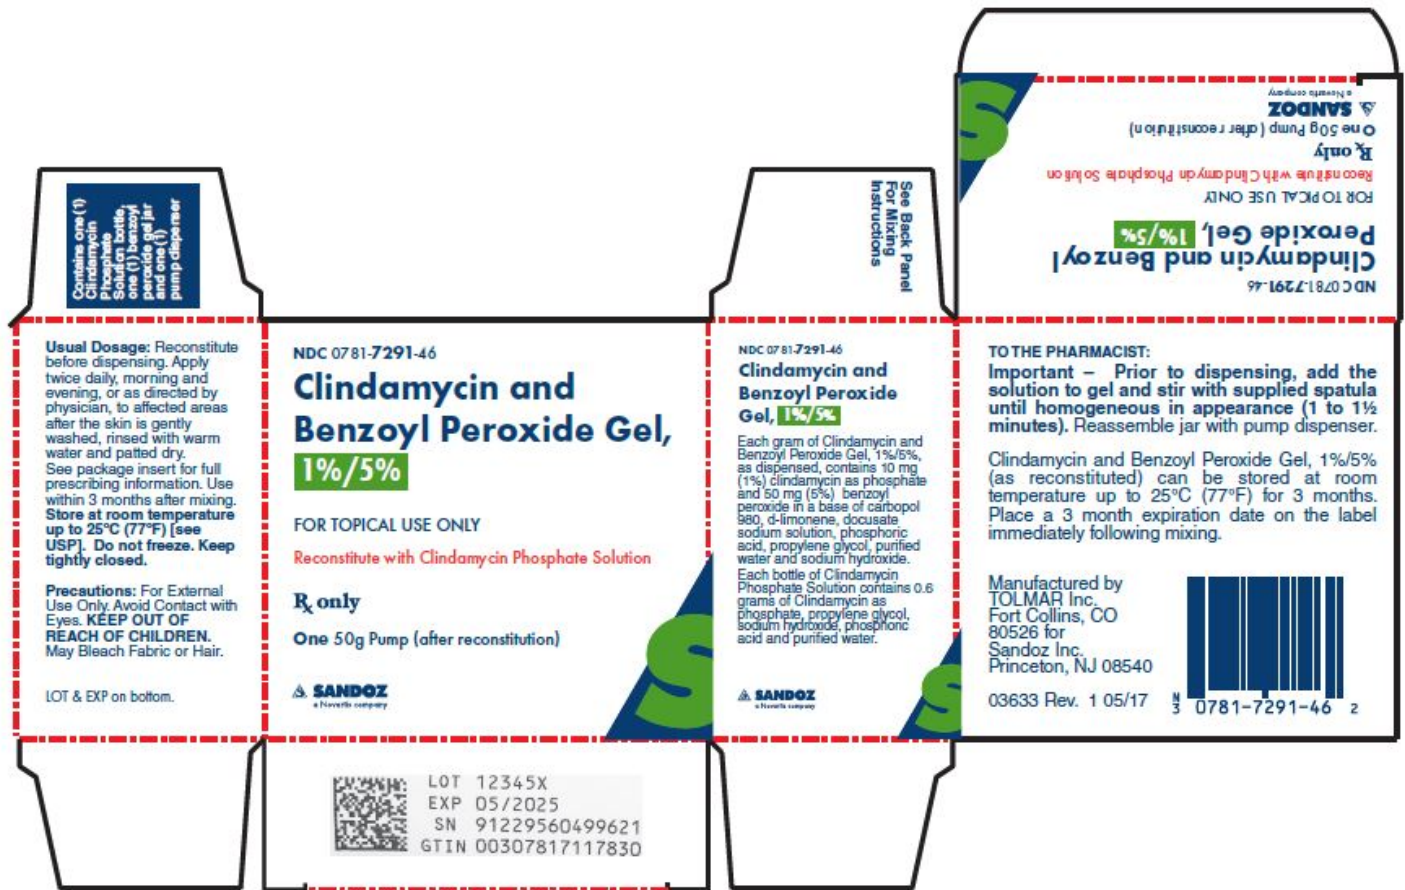 Contains one (1)
Clindamycin
Phosphate
Solution bottle,
one (1) benzoyl
peroxide gel jar
and one (1)
pump dispenser
Usual Dosage: Reconstitute
before dispensing. Apply
twice daily, morning and
evening, or as directed by
physician, to affected areas
after the skin is gently
washed, rinsed with warm
water and patted dry.
See package insert for full
prescribing information. Use
within 3 months after mixing.
Store at room temperature
up to 25°C (77°F) [see
USP]. Do not freeze. Keep
tightly closed.
Precautions: For External
Use Only. Avoid Contact with
Eyes. KEEP OUT OF
REACH OF CHILDREN.
May Bleach Fabric or Hair.
LOT & EXP on bottom.
NDC 0781-7291-46
Clindamycin and
Benzoyl Peroxide Gel,
1%/5%
FOR TOPICAL USE ONLY
Reconstitute with Clindamycin Phosphate Solution
Rx only
One 50g Pump (after reconstitution)
SANDOZ
a Novartis company
S
LOT 12345X
EXP 05/2025
SN 91229560499621
GTIN 00307817117830
See Back Panel
For Mixing
Instructions
NDC 0781-7291-46
Clindamycin and
Benzoyl Peroxide
Gel, 1%/5%
Each gram of Clindamycin and
Benzoyl Peroxide Gel, 1%/5%,
as dispensed, contains 10 mg
(1%) clindamycin as phosphate
and 50 mg (5%) benzoyl
peroxide in a base of carbopol
980, d-limonene, docusate
sodium solution, phosphoric
acid, propylene glycol, purified
water and sodium hydroxide.
Each bottle of Clindamycin
Phosphate Solution contains 0.6
grams of Clindamycin as
phosphate, propylene glycol,
sodium hydroxide, phosphoric
acid and purified water.
SANDOZ
a Novartis company
S
NDC 0781-7291-46
Clindamycin and Benzoyl
Peroxide Gel, 1%/5%
FOR TOPICAL USE ONLY
Reconstitute with Clindamycin Phosphate Solution
Rx only
One 50g Pump (after reconstitution)
SANDOZ
a Novartis company
S
TO THE PHARMACIST:
Important – Prior to dispensing, add the
solution to gel and stir with supplied spatula
until homogeneous in appearance (1 to 1½
minutes). Reassemble jar with pump dispenser.
Clindamycin and Benzoyl Peroxide Gel, 1%/5%
(as reconstituted) can be stored at room
temperature up to 25°C (77°F) for 3 months.
Place a 3 month expiration date on the label
immediately following mixing.
Manufactured by
TOLMAR Inc.
Fort Collins, CO
80526 for
Sandoz Inc.
Princeton, NJ 08540
03633 Rev. 1 05/17
N
3 0781-7291-46 2